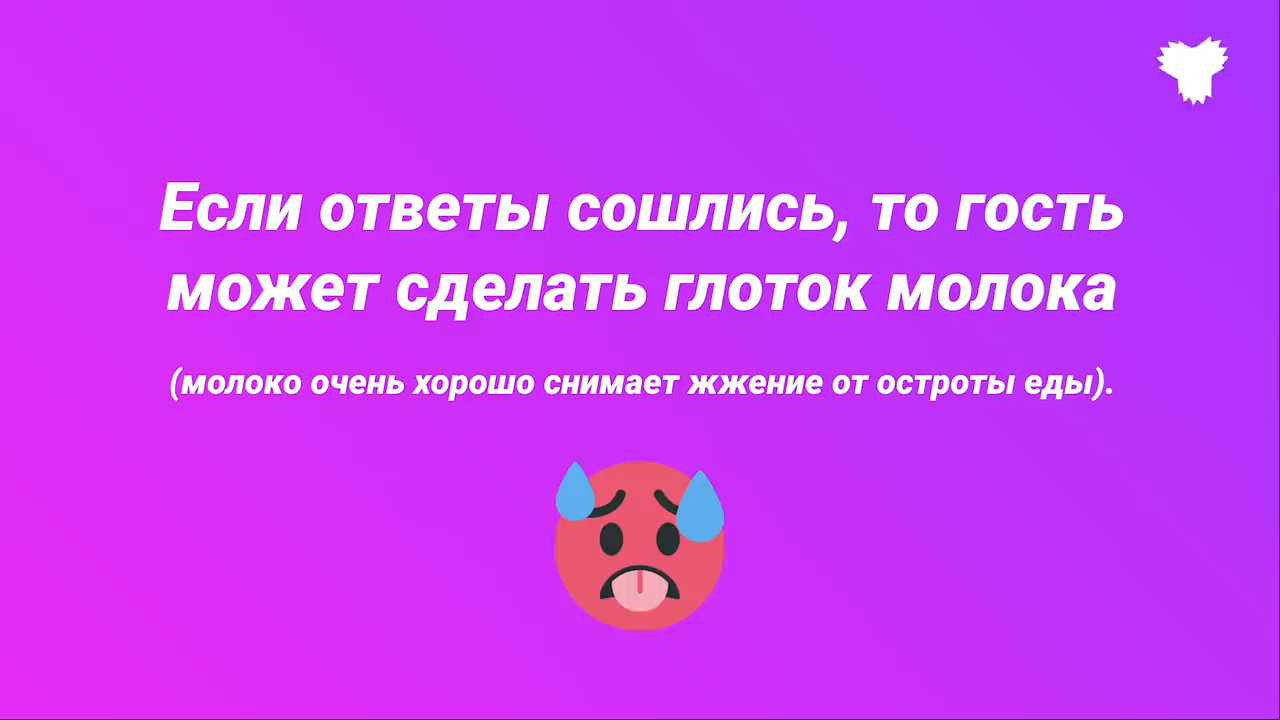 Если ответы сошлись, то гость
может сделать глоток молока
(молоко очень хорошо снимает жжение от остроты еды).